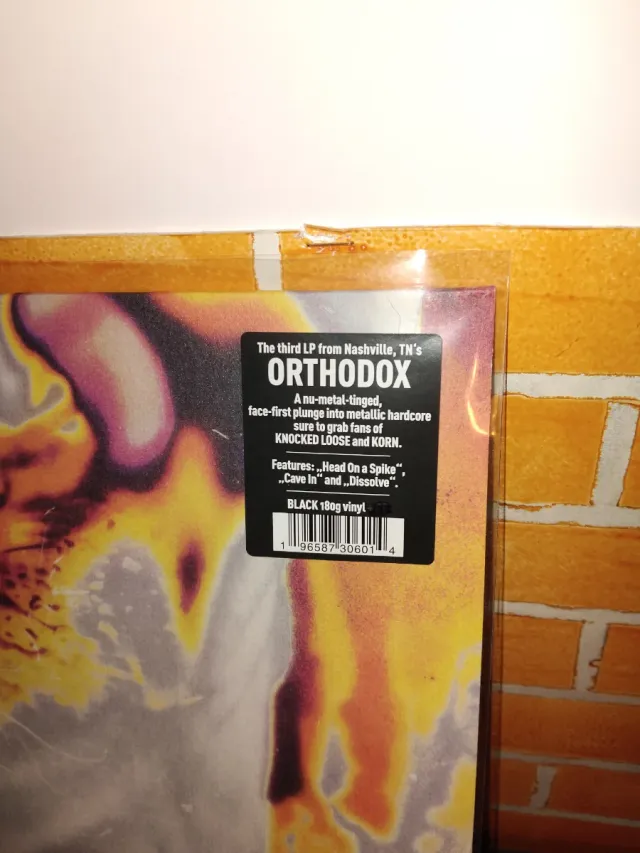 The third LP from Nashville, TN's
ORTHODOX
A nu-metal-tinged,
face-first plunge into metallic hardcore
sure to grab fans of
KNOCKED LOOSE and KORN.
Features: „Head On a Spike“,
„Cave In“ and „Dissolve“.
BLACK 180g vinyl
1 96587 30601 4